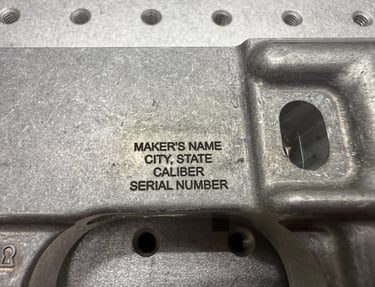 MAKER'S NAME
CITY, STATE
CALIBER
SERIAL NUMBER